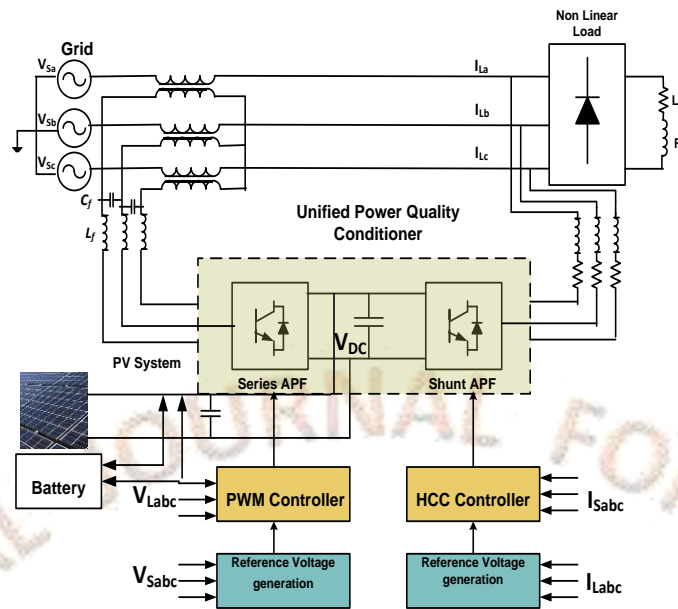 Non Linear
Load
Grid
VSa
ILa
L
VSb
ILb
R
VSc
ILc
Cf
Lf
Unified Power Quality
Conditioner
VDC
PV System
Series APF
Shunt APF
Battery
VLabc
PWM Controller
HCC Controller
ISabc
VSabc
Reference Voltage
generation
Reference Voltage
generation
ILabc
JOURNAL FO